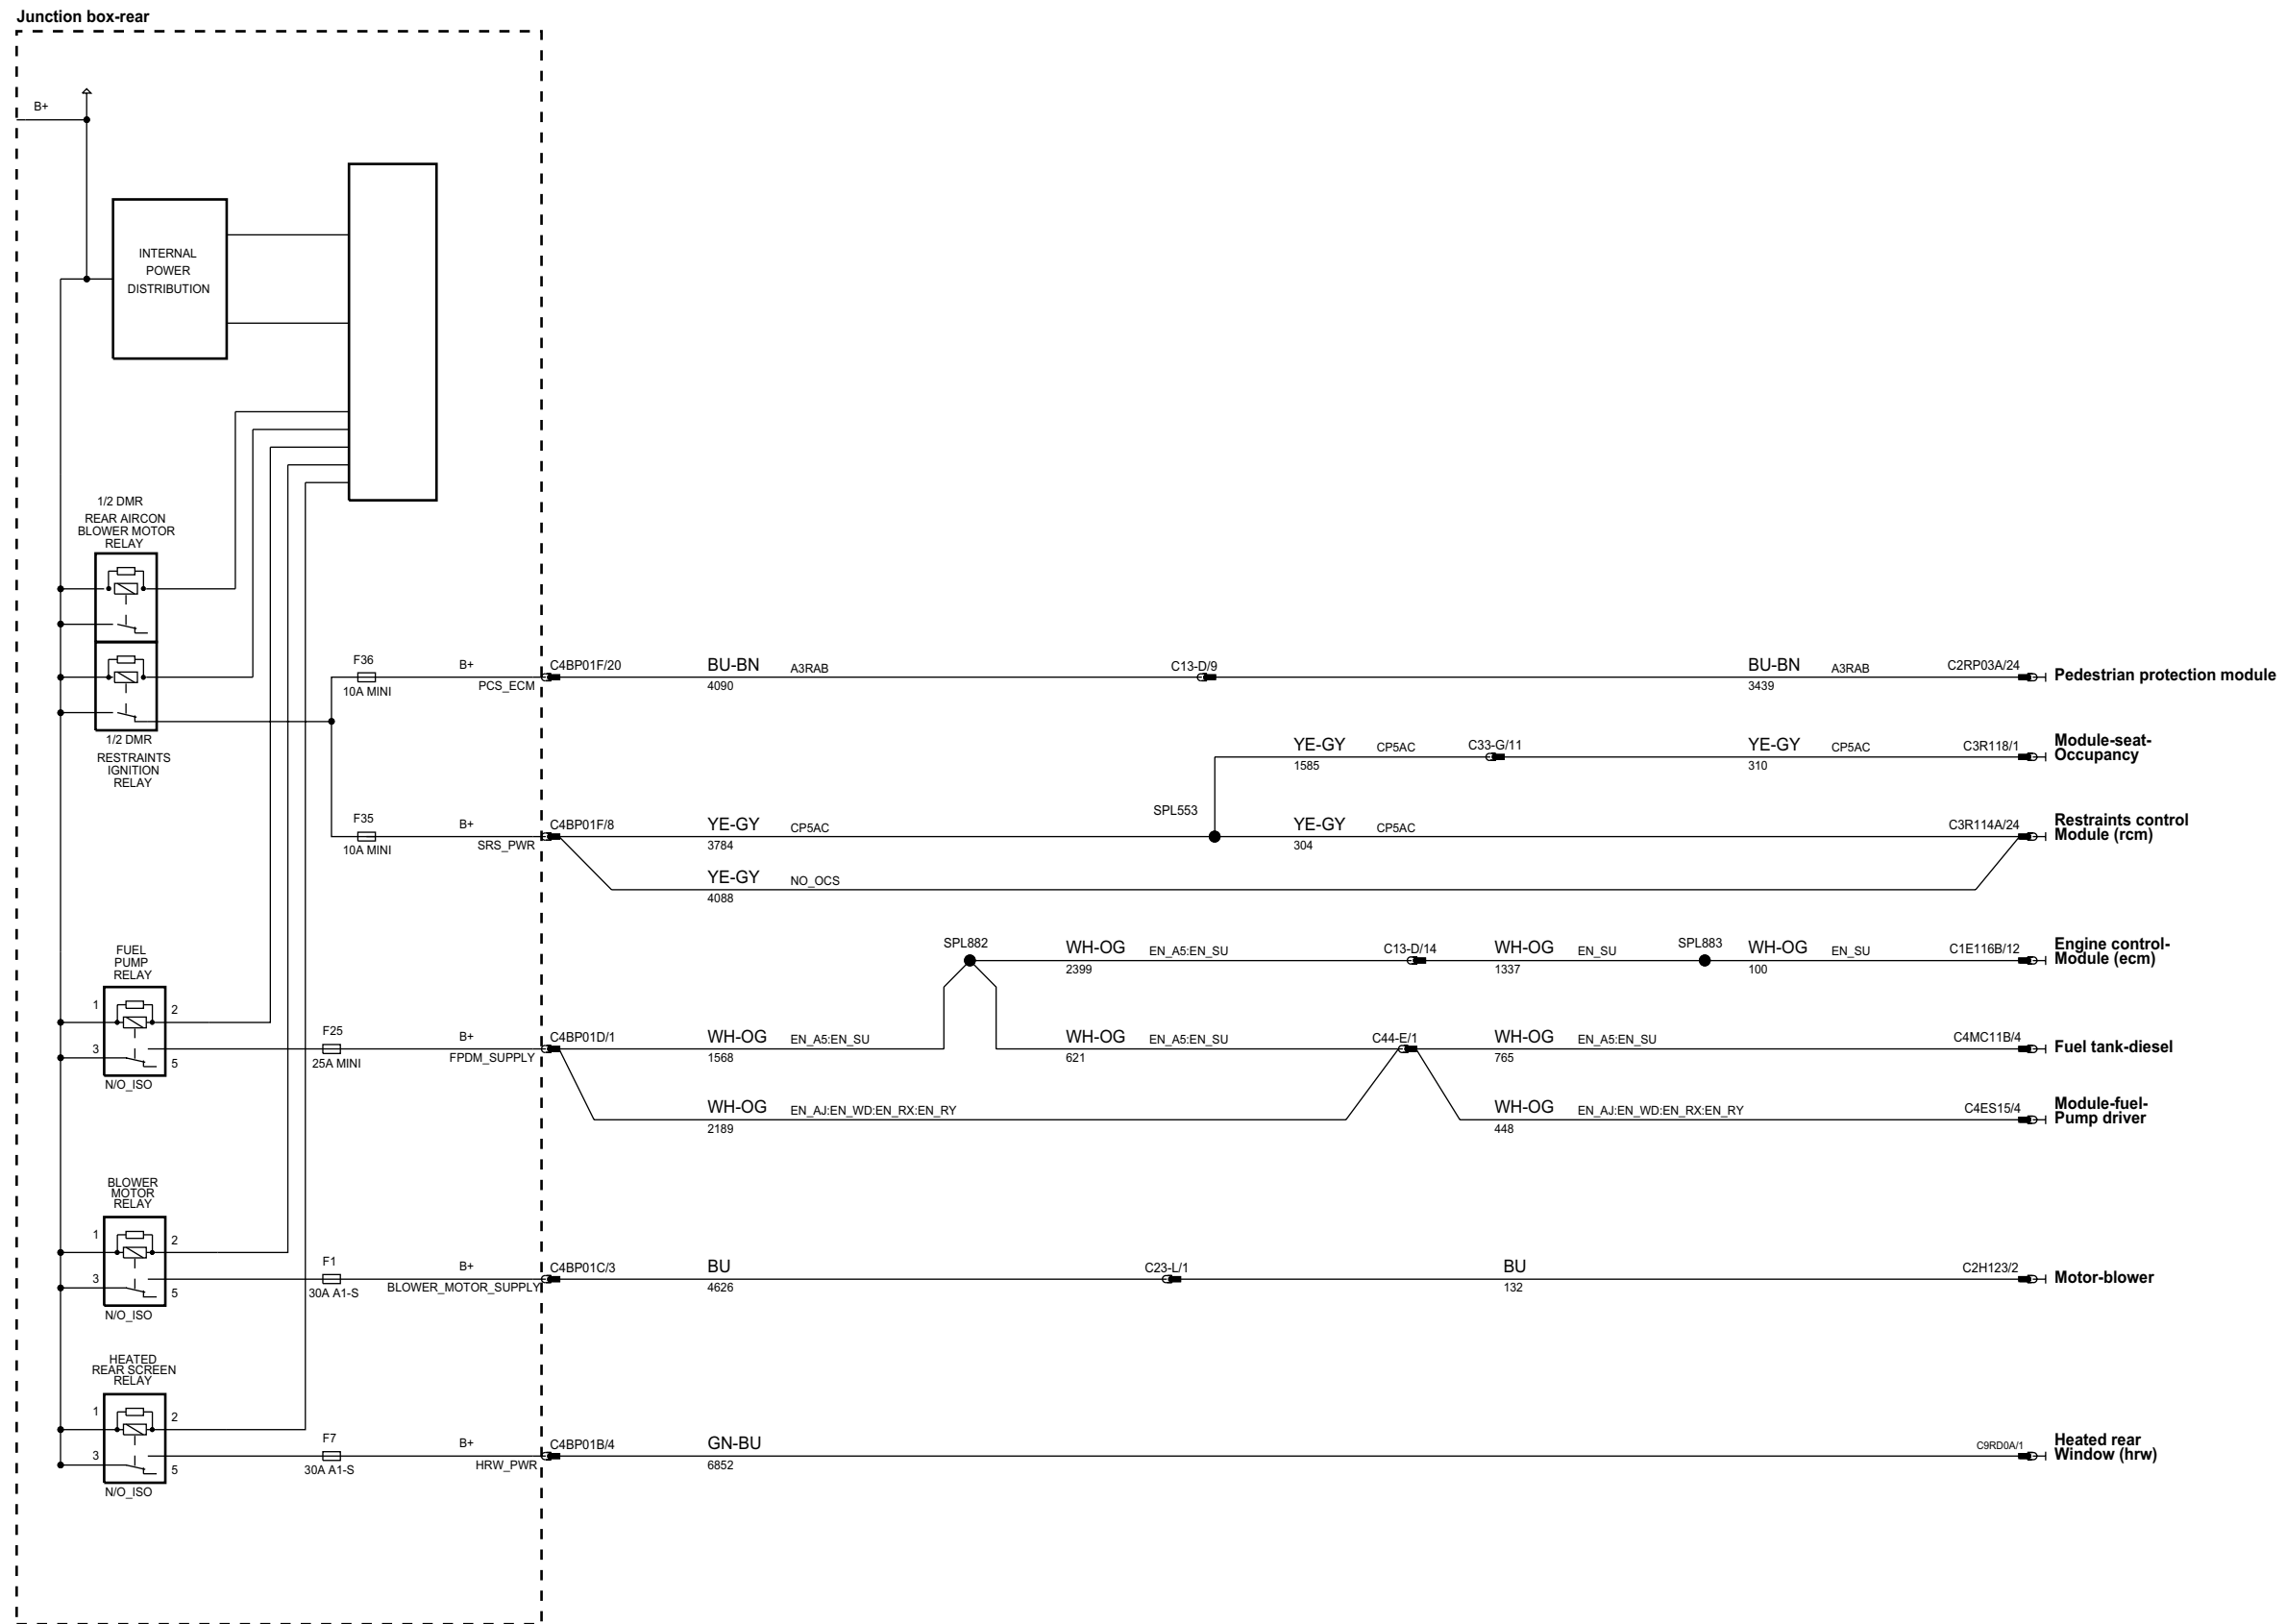 Junction box-rear
B+
INTERNAL
POWER
DISTRIBUTION
1/2 DMR
REAR AIRCON
BLOWER MOTOR
RELAY
1/2 DMR
RESTRAINTS
IGNITION
RELAY
F36
10A MINI
B+
PCS_ECM
C4BP01F/20
BU-BN
A3RAB
4090
C13-D/9
BU-BN
A3RAB
3439
C2RP03A/24
Pedestrian protection module
YE-GY
CP5AC
1585
C33-G/11
YE-GY
CP5AC
310
C3R118/1
Module-seat-
Occupancy
F35
10A MINI
B+
SRS_PWR
C4BP01F/8
YE-GY
CP5AC
3784
SPL553
YE-GY
CP5AC
304
C3R114A/24
Restraints control
Module (rcm)
YE-GY
NO_OCS
4088
SPL882
WH-OG
EN_A5:EN_SU
2399
C13-D/14
WH-OG
EN_SU
1337
SPL883
WH-OG
EN_SU
100
C1E116B/12
Engine control-
Module (ecm)
FUEL
PUMP
RELAY
1
2
3
5
N/O_ISO
F25
25A MINI
B+
FPDM_SUPPLY
C4BP01D/1
WH-OG
EN_A5:EN_SU
1568
WH-OG
EN_A5:EN_SU
621
C44-E/1
WH-OG
EN_A5:EN_SU
765
C4MC11B/4
Fuel tank-diesel
WH-OG
EN_AJ:EN_WD:EN_RX:EN_RY
2189
WH-OG
EN_AJ:EN_WD:EN_RX:EN_RY
448
C4ES15/4
Module-fuel-
Pump driver
BLOWER
MOTOR
RELAY
1
2
3
5
N/O_ISO
F1
30A A1-S
B+
BLOWER_MOTOR_SUPPLY
C4BP01C/3
BU
4626
C23-L/1
BU
132
C2H123/2
Motor-blower
HEATED
REAR SCREEN
RELAY
1
2
3
5
N/O_ISO
F7
30A A1-S
B+
HRW_PWR
C4BP01B/4
GN-BU
6852
C9RD0A/1
Heated rear
Window (hrw)